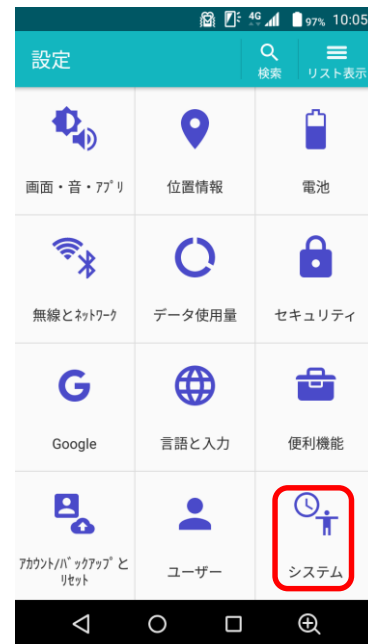 4G 97% 10:05
設定 検索 リスト表示
画面・音・ｱﾌﾟﾘ 位置情報 電池
無線とﾈｯﾄﾜｰｸ データ使用量 セキュリティ
G
Google 言語と入力 便利機能
ｱｶｳﾝﾄ/ﾊﾞｯｸｱｯﾌﾟと
リセット ユーザー システム